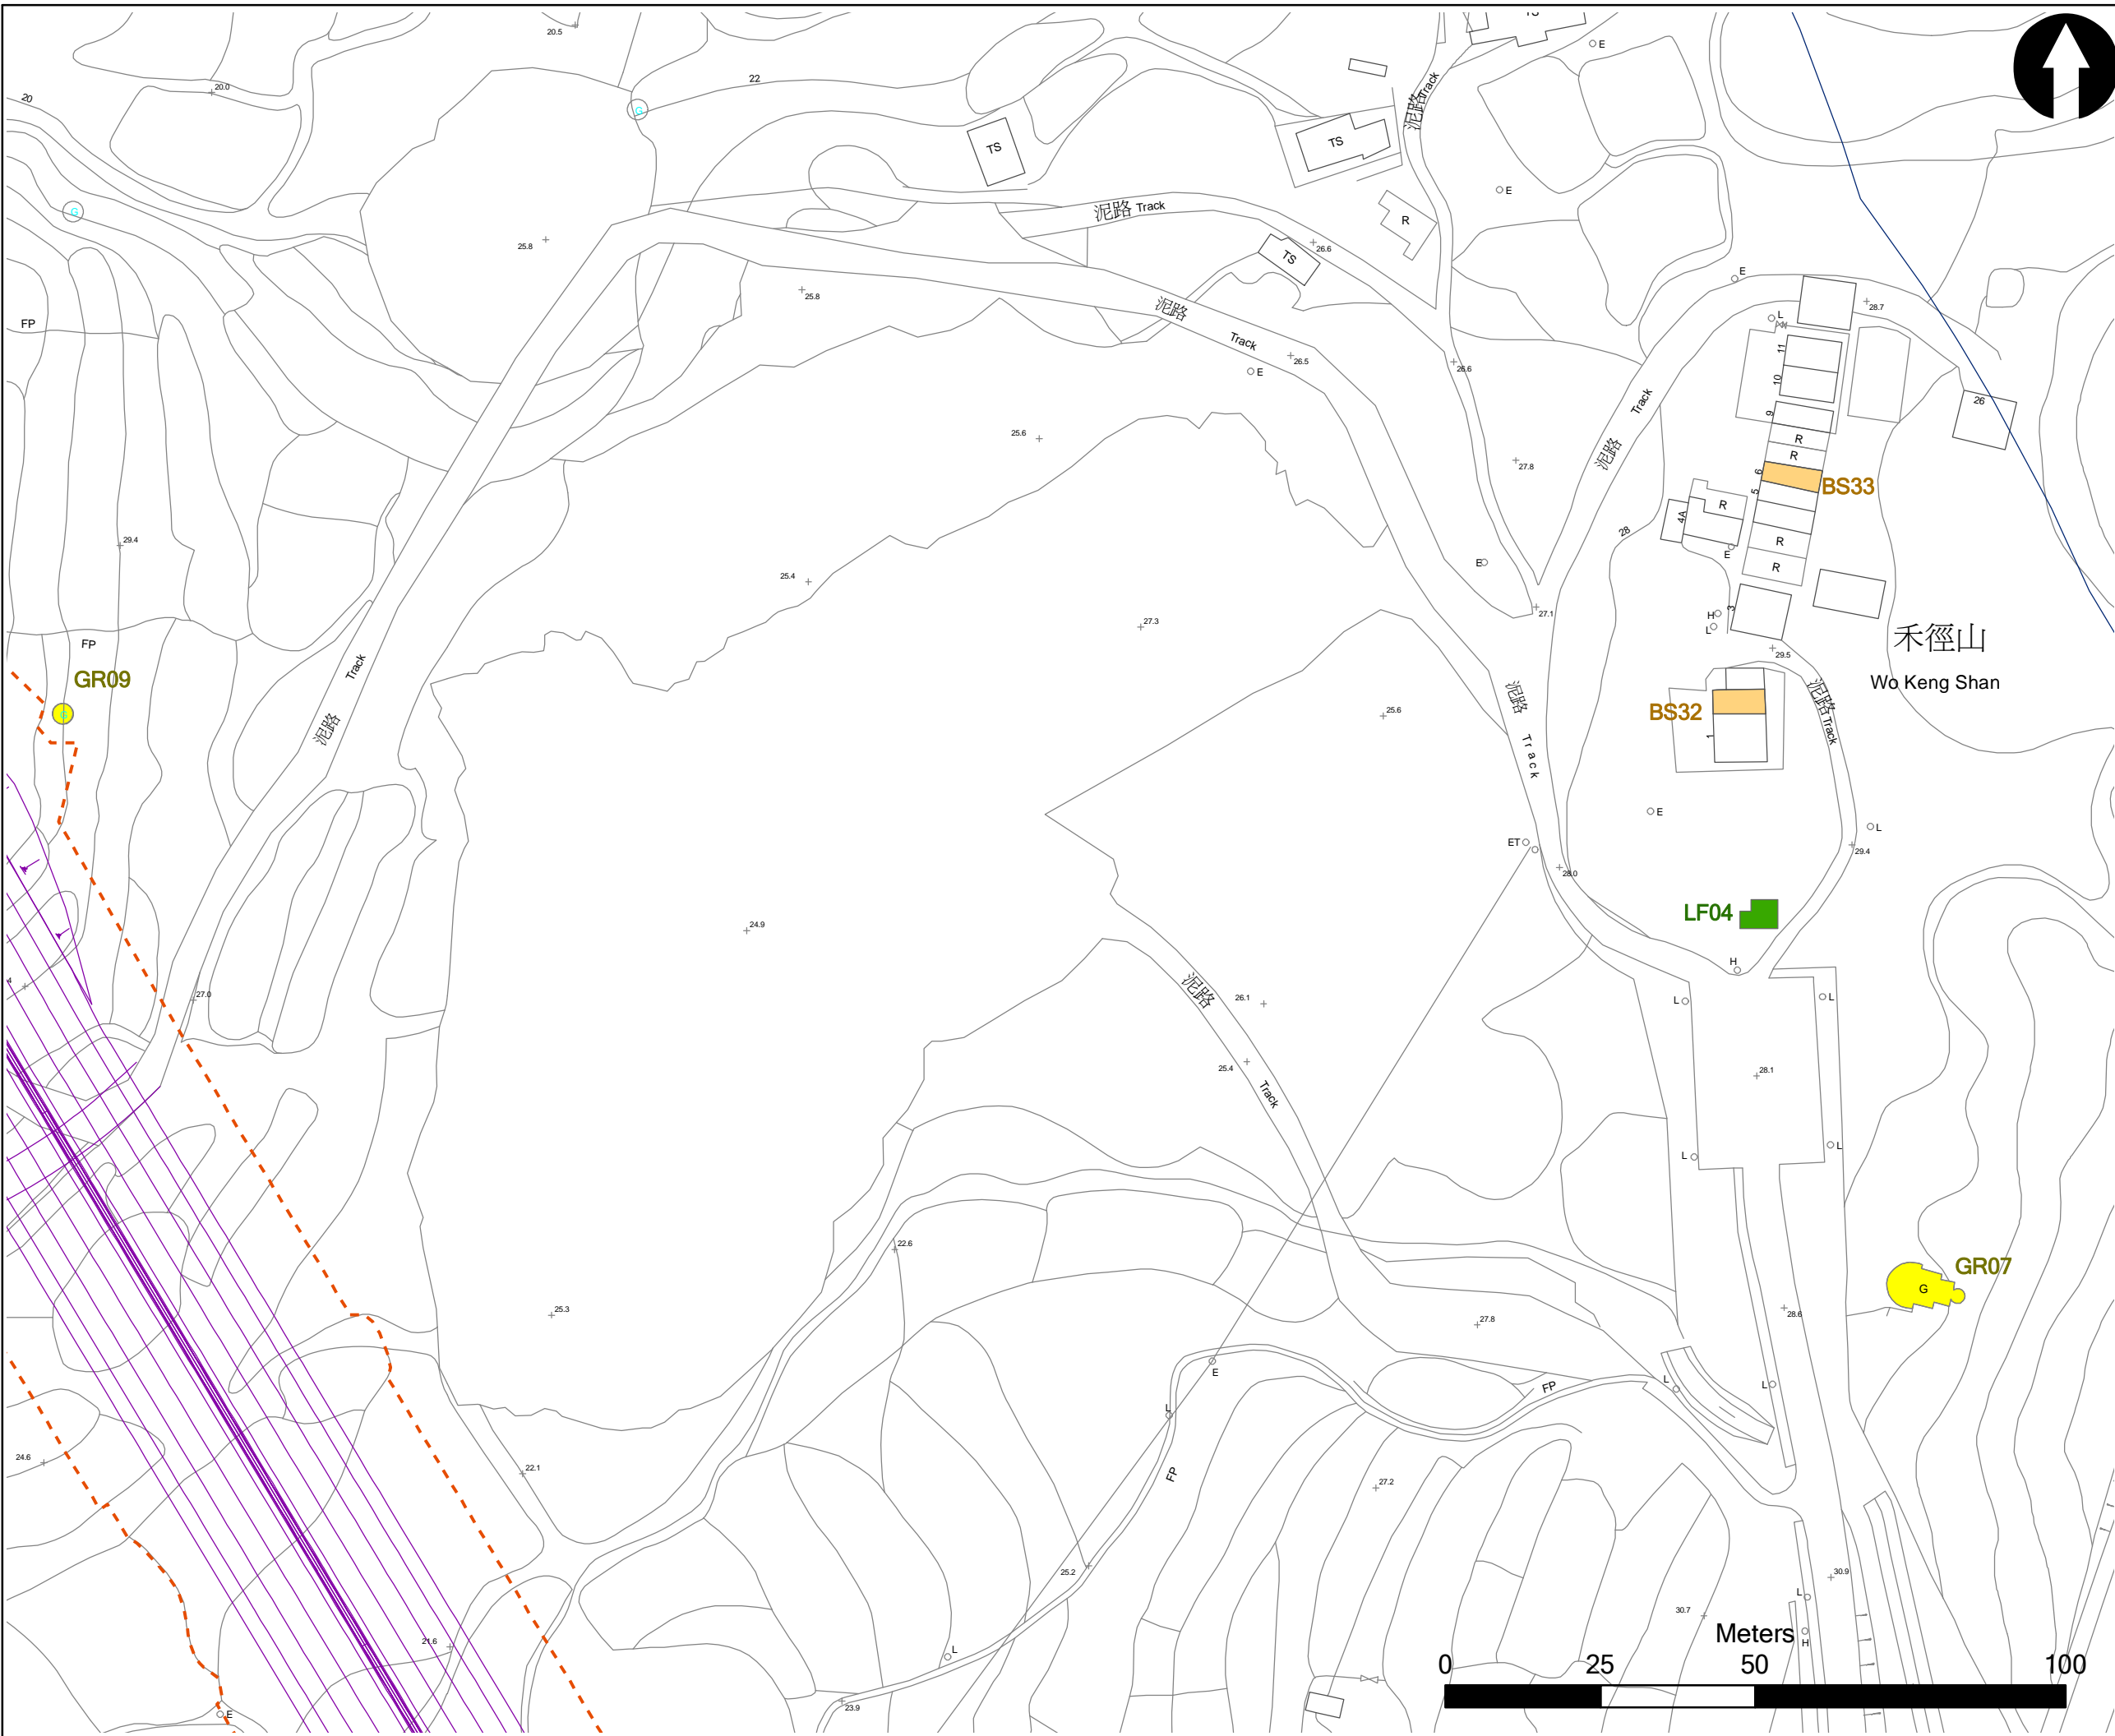 20.5
TS
E
20
20.0
22
G
泥路 Track
TS
TS
E
G
泥路 Track
R
25.8
26.6
TS
E
25.8
28.7
L
FP
泥路
Track
26.5
11
E
26.6
10
26
泥路 Track
9
25.6
R
27.8
R
6
BS33
5
R
4A
28
29.4
R
E
E
25.4
R
27.1
H
3
27.3
L
禾徑山
FP
29.5
泥路 Track
GR09
Wo Keng Shan
泥路
泥路 Track
BS32
G
25.6
1
Track
E
L
ET
29.4
28.0
24.9
LF04
H
4
27.0
泥路
26.1
L
L
25.4
28.1
Track
L
L
22.6
GR07
G
25.3
28.6
27.8
E
FP
L
L
L
24.6
22.1
FP
27.2
25.2
30.9
L
30.7
21.6
Meters
H
L
0 25 50 100
23.9
E